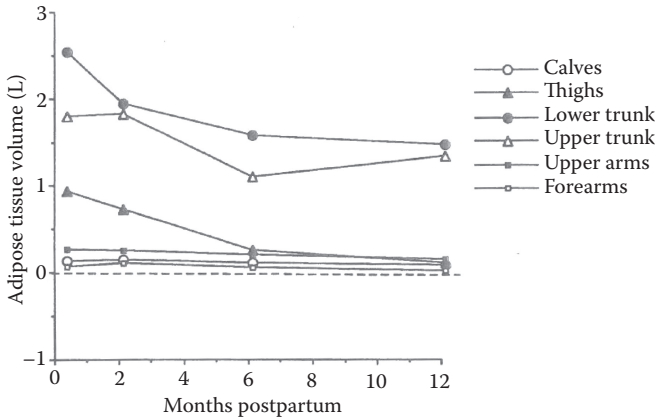 3
2
1
0
−1
Adipose tissue volume (L)
0 2 4 6 8 10 12
Months postpartum
Calves
Thighs
Lower trunk
Upper trunk
Upper arms
Forearms